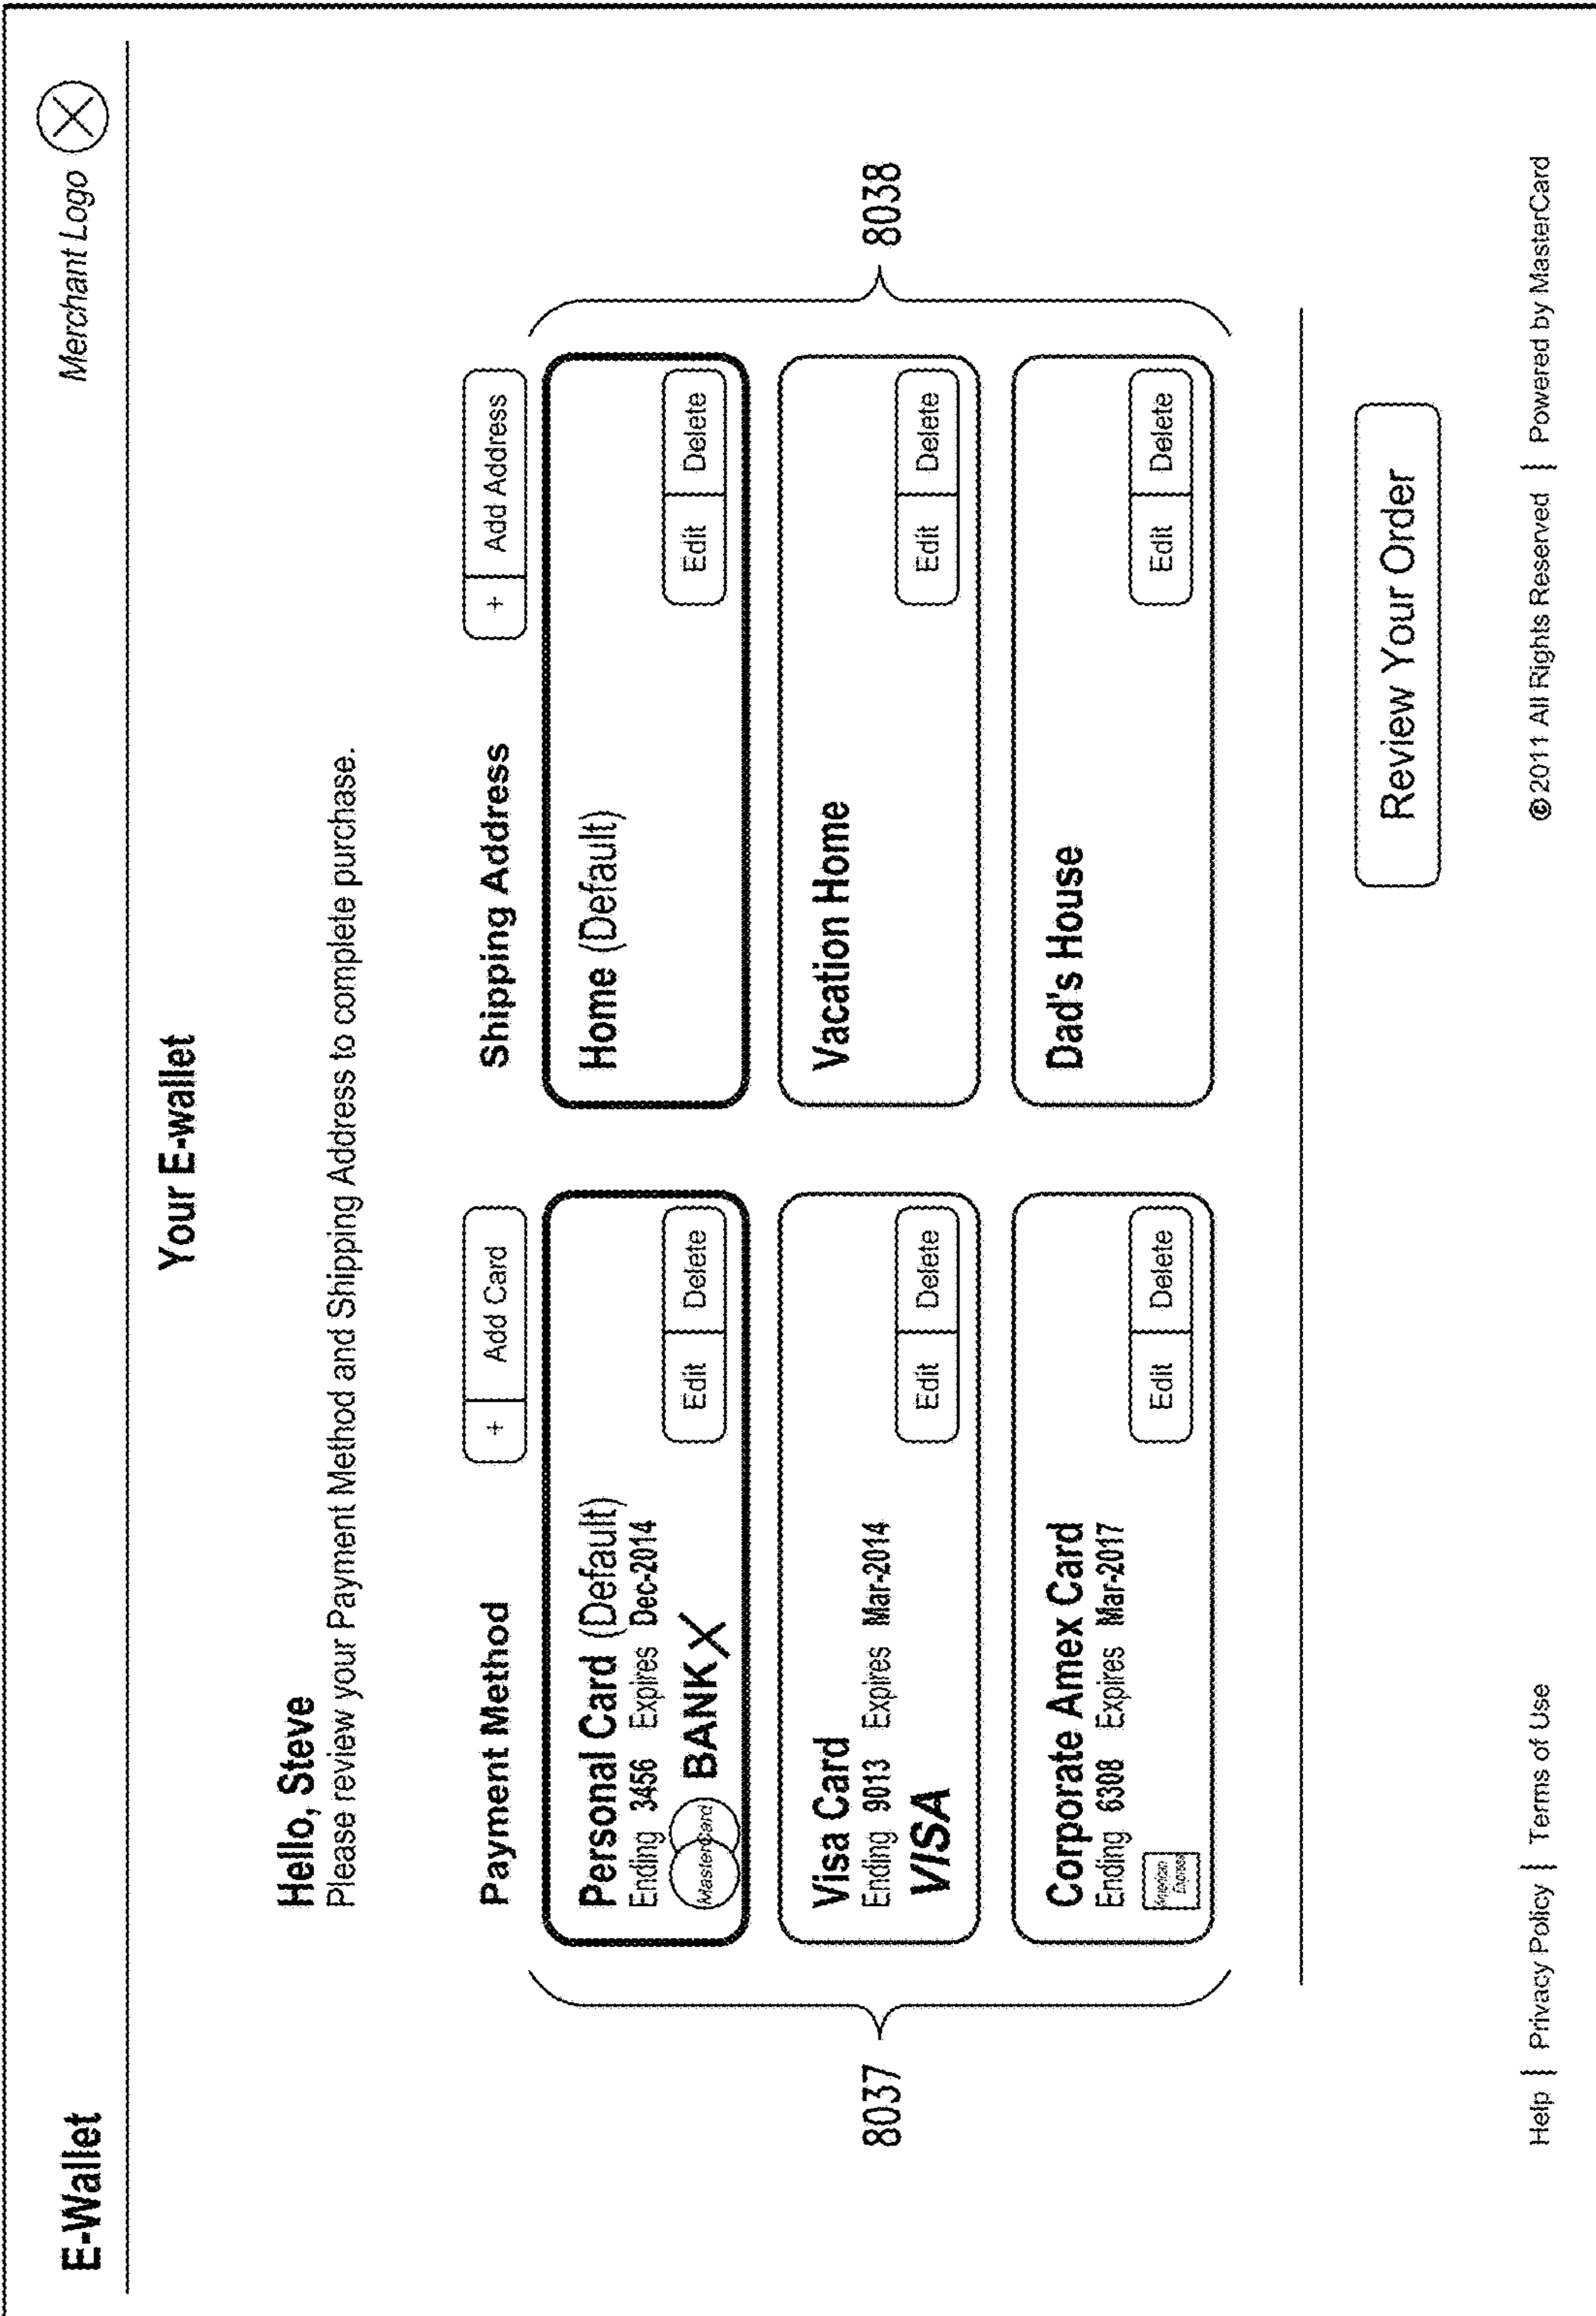 E-Wallet
Merchant Logo
Your E-wallet
Hello, Steve
Please review your Payment Method and Shipping Address to complete purchase.
Payment Method
+ Add Card
Personal Card (Default)
Ending 3456 Expires Dec-2014
MasterCard BANK X
Edit Delete
Visa Card
Ending 9013 Expires Mar-2014
VISA
Edit Delete
Corporate Amex Card
Ending 6308 Expires Mar-2017
American Express
Edit Delete
8037
Shipping Address
+ Add Address
Home (Default)
Edit Delete
Vacation Home
Edit Delete
Dad's House
Edit Delete
8038
Review Your Order
Help | Privacy Policy | Terms of Use
©2011 All Rights Reserved | Powered by MasterCard